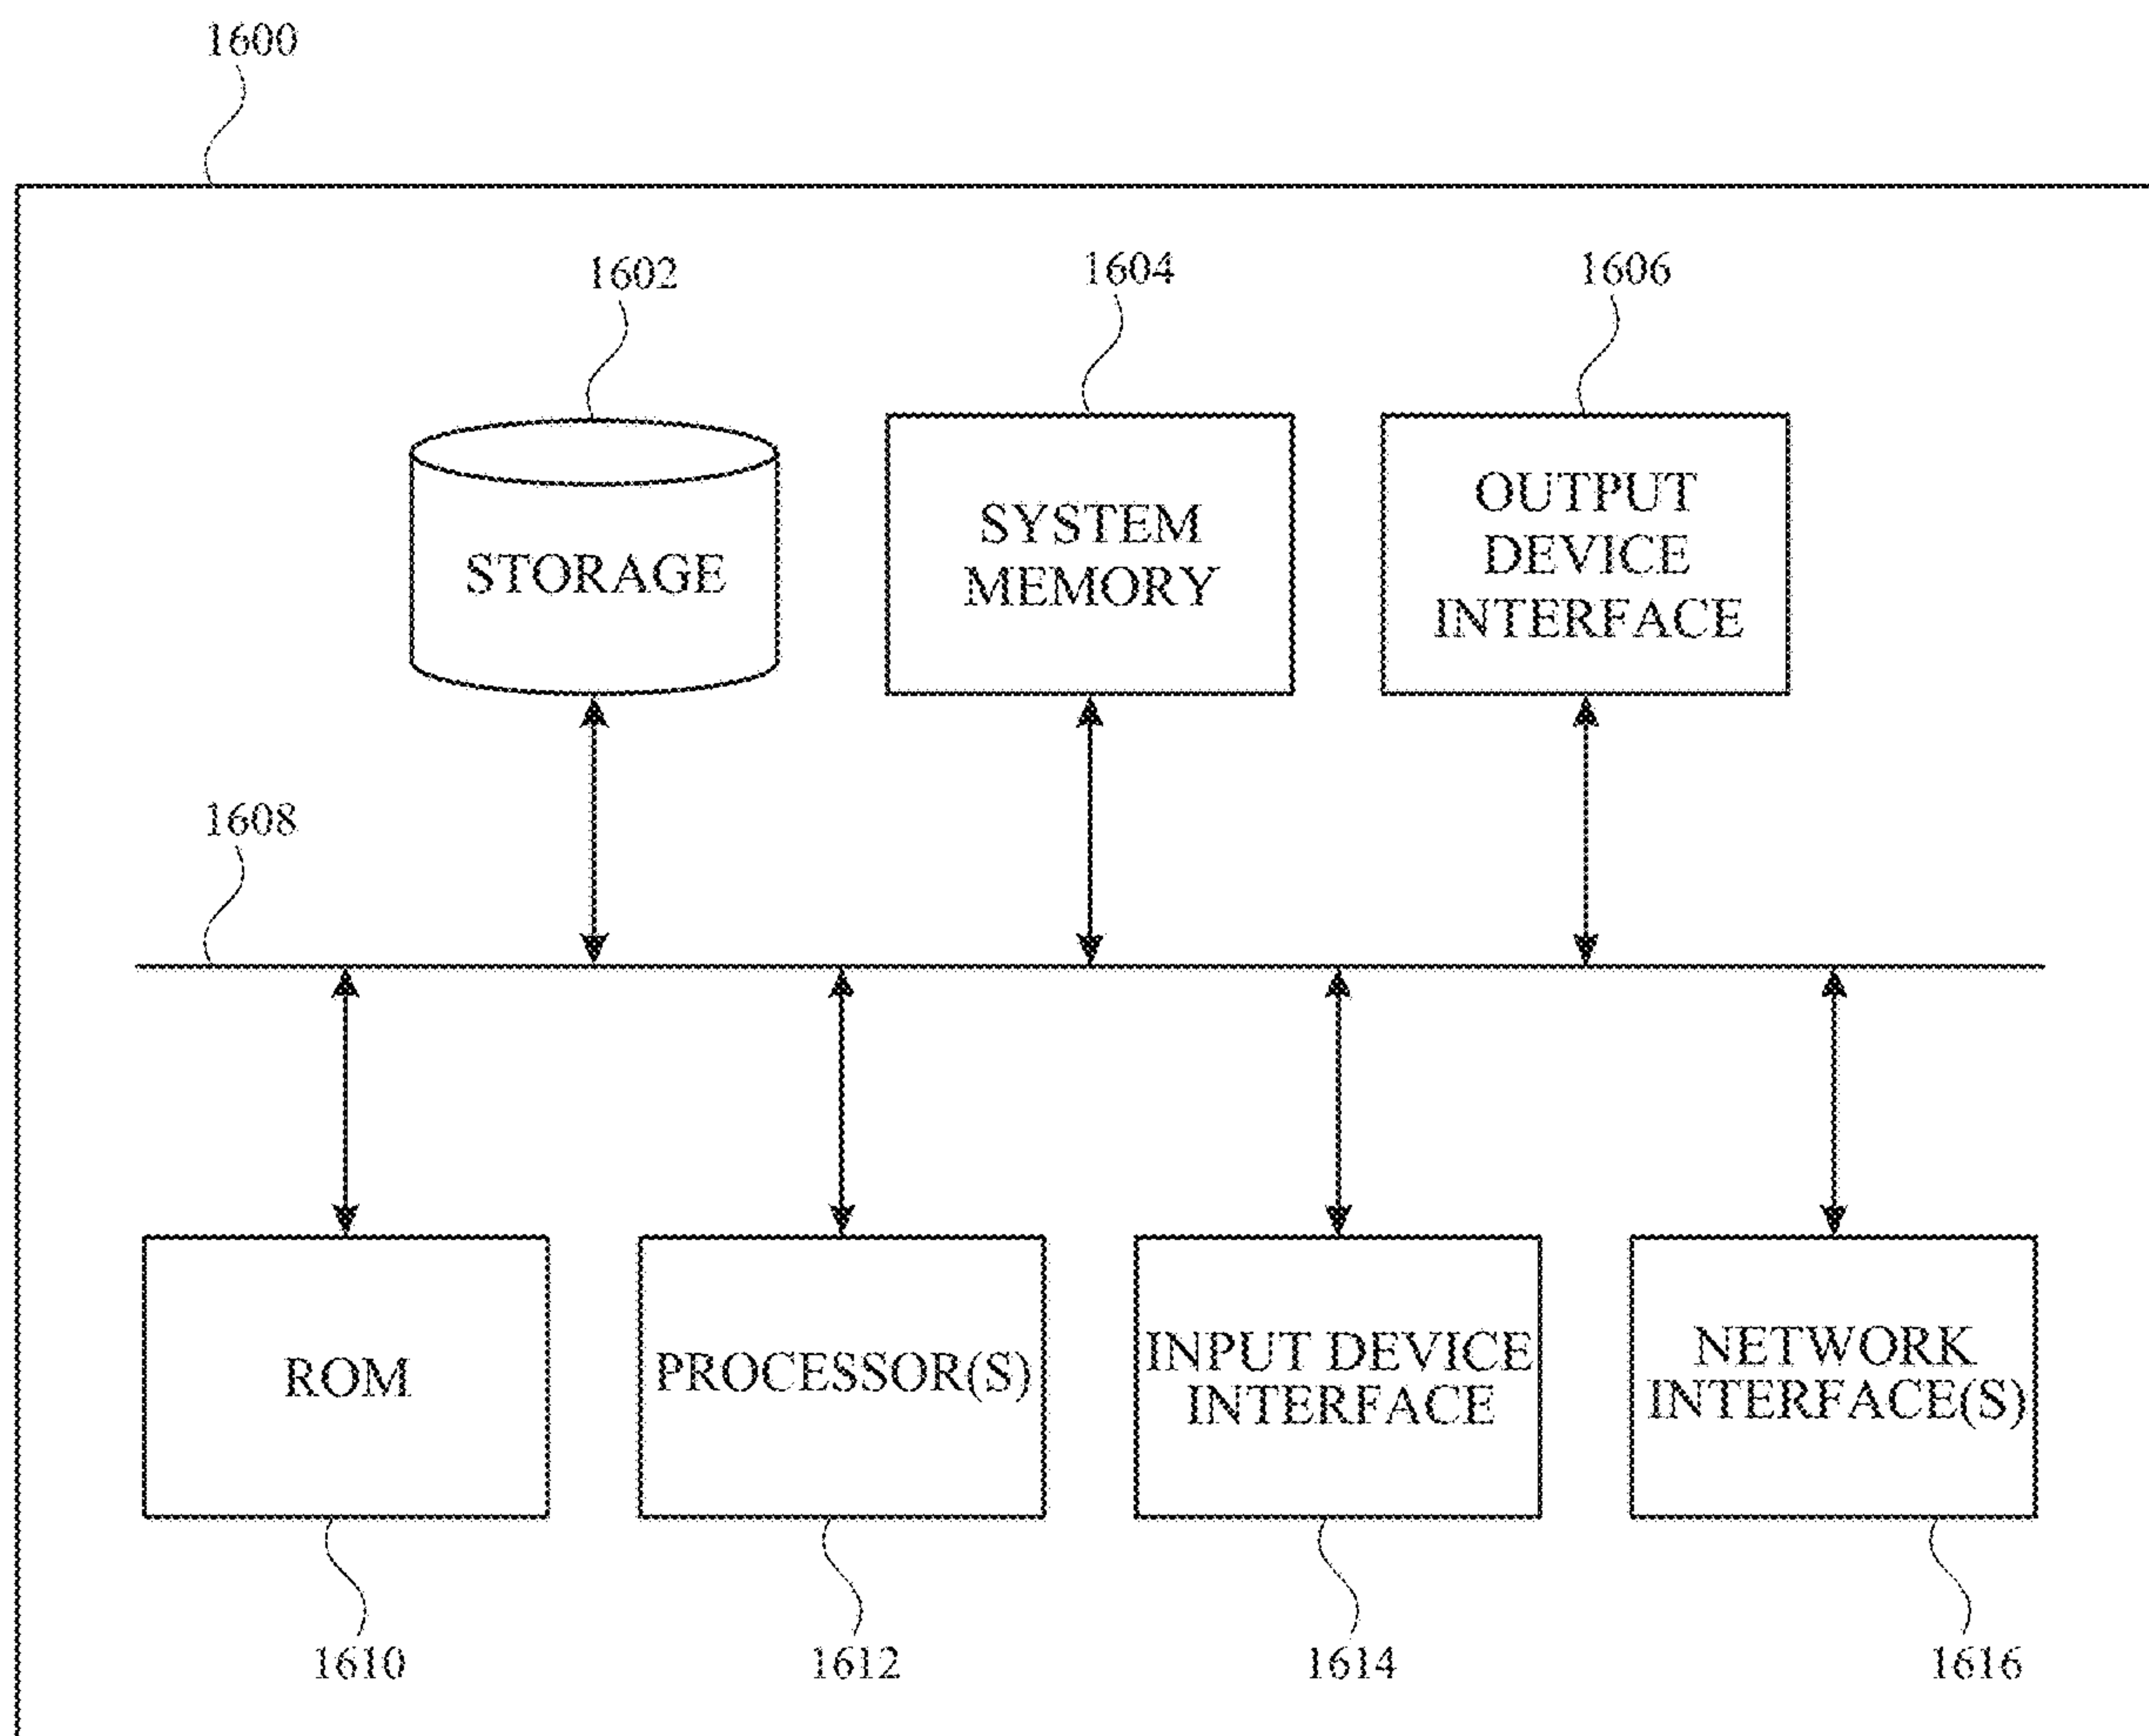 1600
1602
1604
1606
STORAGE
SYSTEM
MEMORY
OUTPUT
DEVICE
INTERFACE
1608
ROM
PROCESSOR(S)
INPUT DEVICE
INTERFACE
NETWORK
INTERFACE(S)
1610
1612
1614
1616